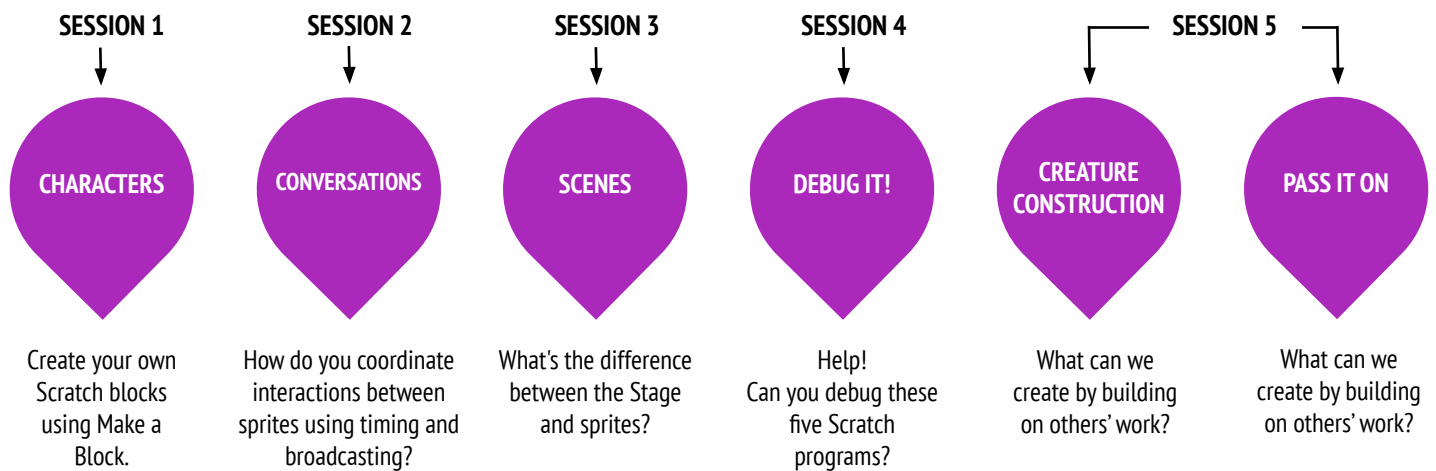 SESSION 1
SESSION 2
SESSION 3
SESSION 4
SESSION 5
CHARACTERS
CONVERSATIONS
SCENES
DEBUG IT!
CREATURE
CONSTRUCTION
PASS IT ON
Create your own
Scratch blocks
using Make a
Block.
How do you coordinate
interactions between
sprites using timing and
broadcasting?
What's the difference
between the Stage
and sprites?
Help!
Can you debug these
five Scratch
programs?
What can we
create by building
on others’ work?
What can we
create by building
on others’ work?